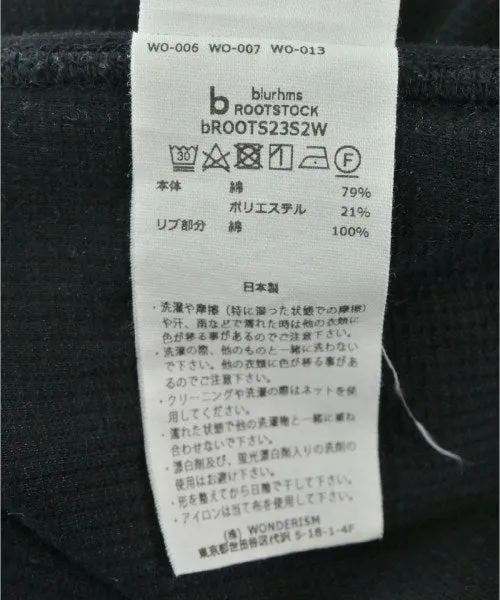 WO-006 WO-007 WO-013
b blurhms
ROOTSTOCK
bROOTS23S2W
30 F
本体 綿 79%
ポリエステル 21%
リブ部分 綿 100%
日本製
・洗濯や摩擦（特に湿った状態での摩擦）
や汗、雨などで濡れた時は他の衣類に
色が移る事があるのでご注意下さい。
・洗濯の際、他のものと一緒に洗わない
で下さい。他の衣類に色が移る事があ
るのでご注意下さい。
・クリーニングや洗濯の際はネットを使
用してください。
・濡れた状態で他の洗濯物と一緒に重ね
合わせないで下さい。
・漂白剤及び、蛍光漂白剤入りの洗剤の
使用はお避け下さい。
・形を整えてから日陰で干して下さい。
・アイロンは当て布を使用して下さい。
(株) WONDERISM
東京都世田谷区代沢 5-18-1-4F